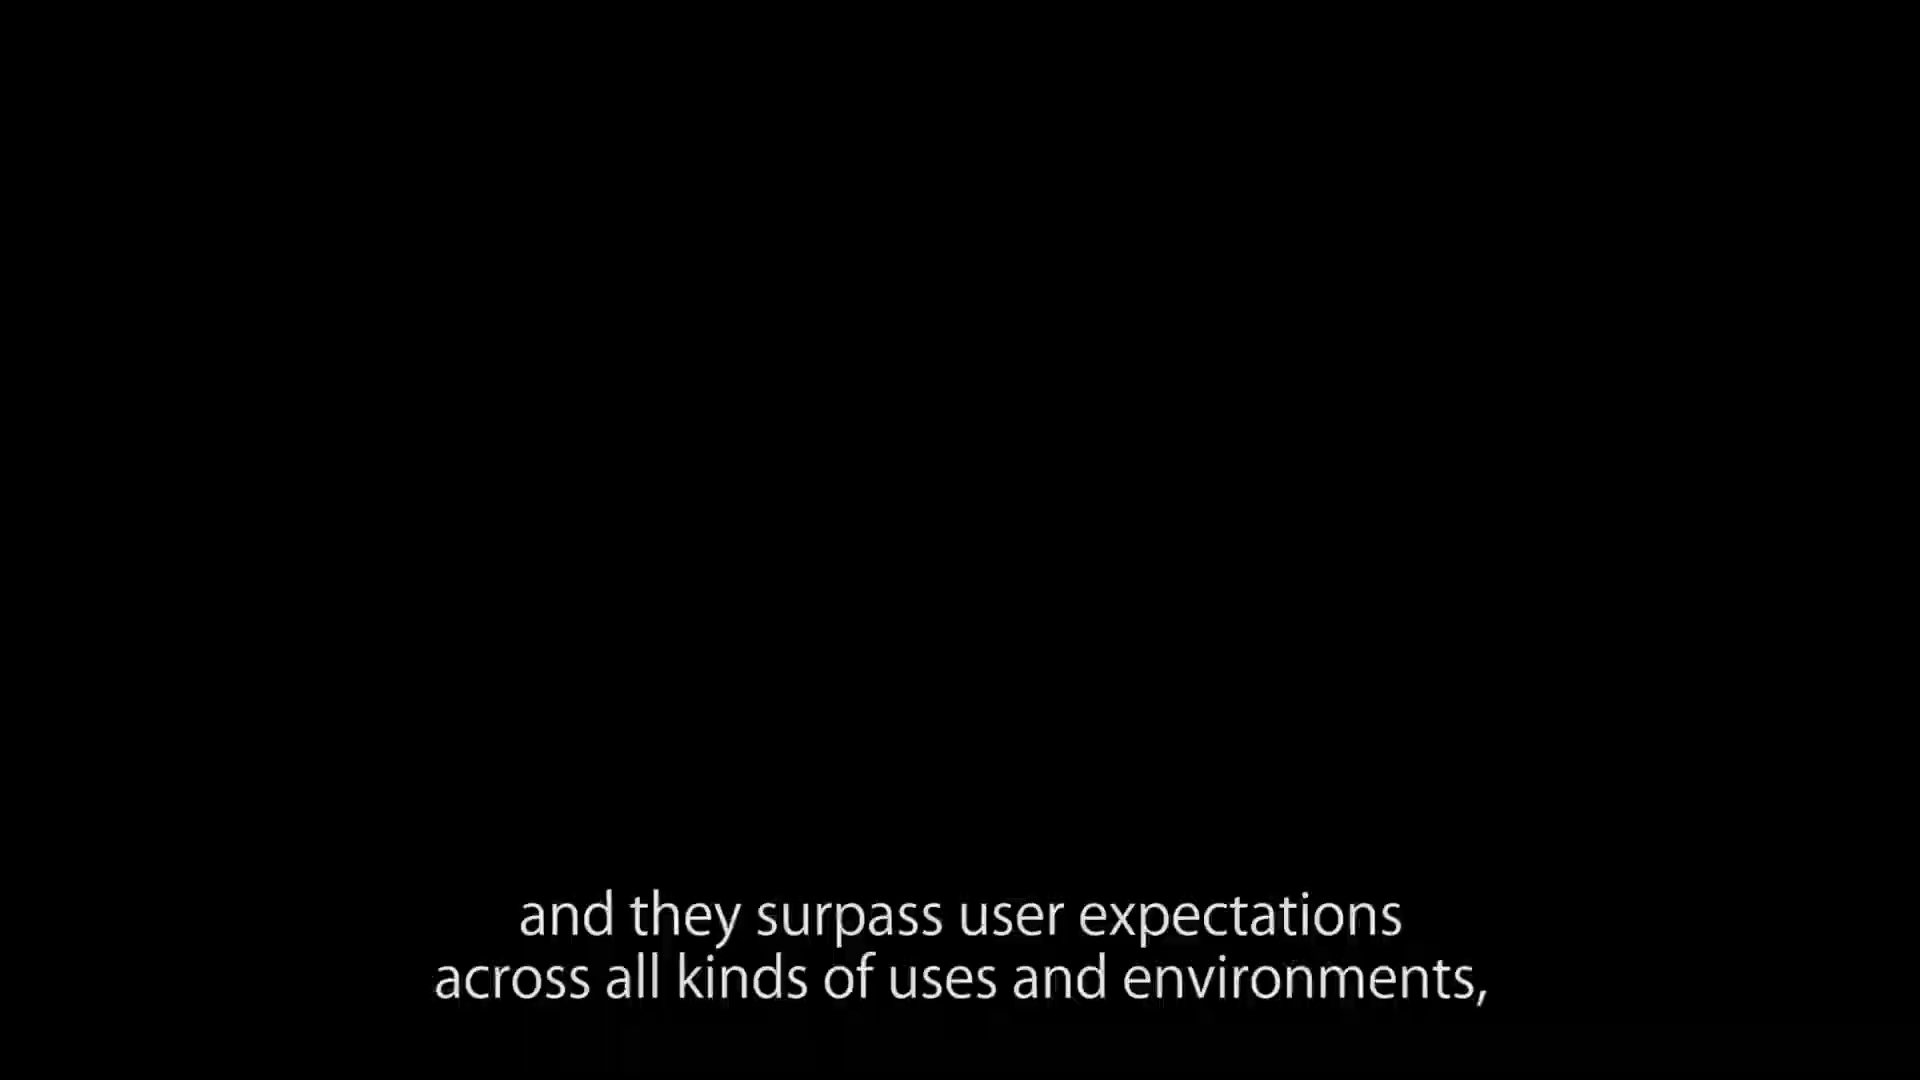 and they surpass user expectations
across all kinds of uses and environments,